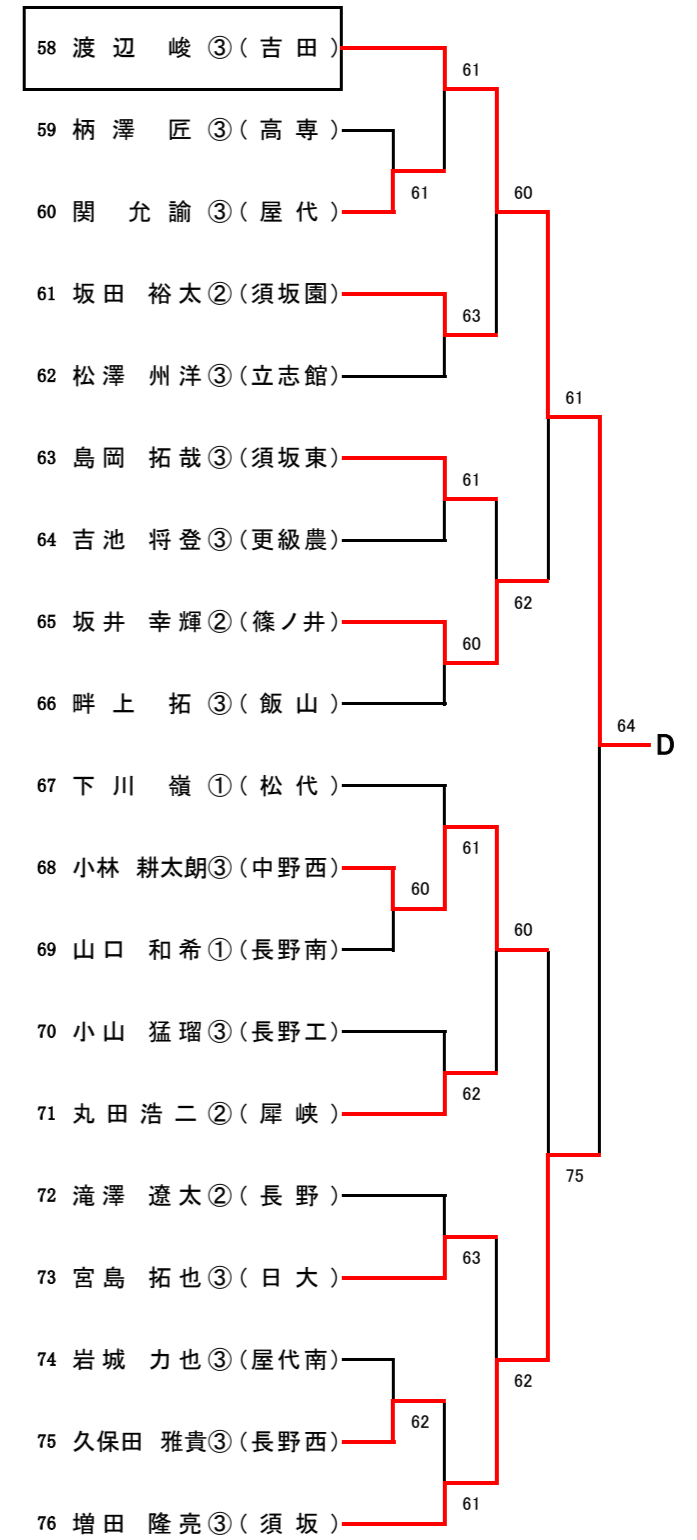 58 渡辺 峻③(吉田)
61
59 柄澤 匠③(高専)
61
60
60 関 允諭③(屋代)
61 坂田 裕太②(須坂園)
63
62 松澤 州洋③(立志館)
61
63 島岡 拓哉③(須坂東)
61
64 吉池 将登③(更級農)
62
65 坂井 幸輝②(篠ノ井)
60
66 畔上 拓③(飯山)
64
D
67 下川 嶺①(松代)
61
68 小林 耕太朗③(中野西)
60
69 山口 和希①(長野南)
60
70 小山 猛瑠③(長野工)
62
71 丸田浩二②(犀峡)
75
72 滝澤 遼太②(長野)
63
73 宮島 拓也③(日大)
74 岩城 力也③(屋代南)
62
62
75 久保田 雅貴③(長野西)
61
76 増田 隆亮③(須坂)